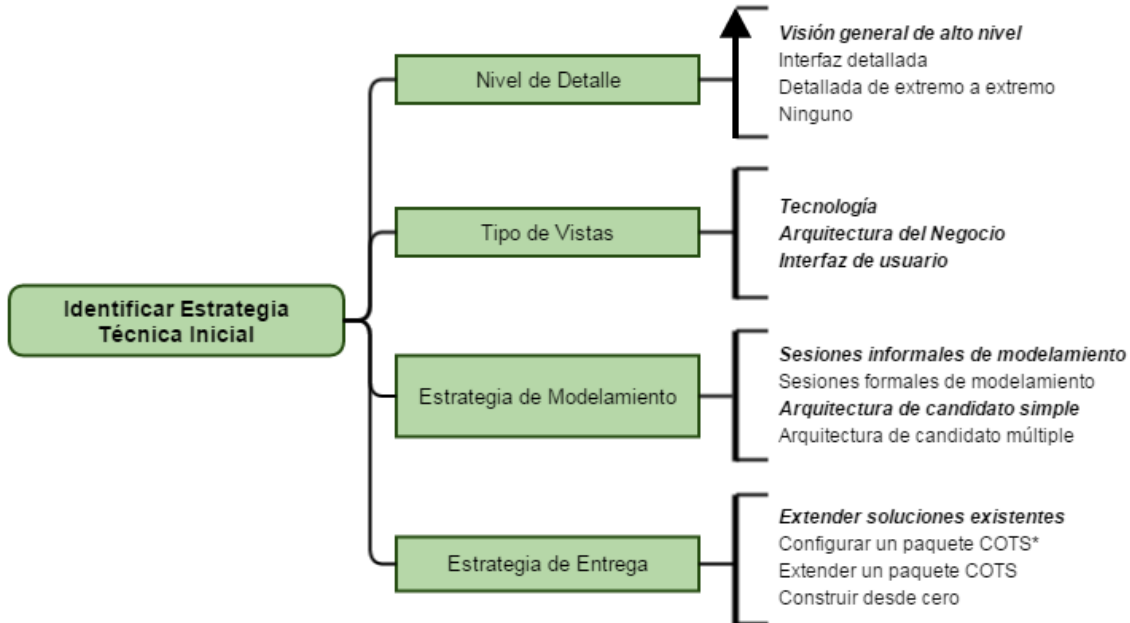 Identificar Estrategia
Técnica Inicial
Nivel de Detalle
Visión general de alto nivel
Interfaz detallada
Detallada de extremo a extremo
Ninguno
Tipo de Vistas
Tecnología
Arquitectura del Negocio
Interfaz de usuario
Estrategia de Modelamiento
Sesiones informales de modelamiento
Sesiones formales de modelamiento
Arquitectura de candidato simple
Arquitectura de candidato múltiple
Estrategia de Entrega
Extender soluciones existentes
Configurar un paquete COTS*
Extender un paquete COTS
Construir desde cero